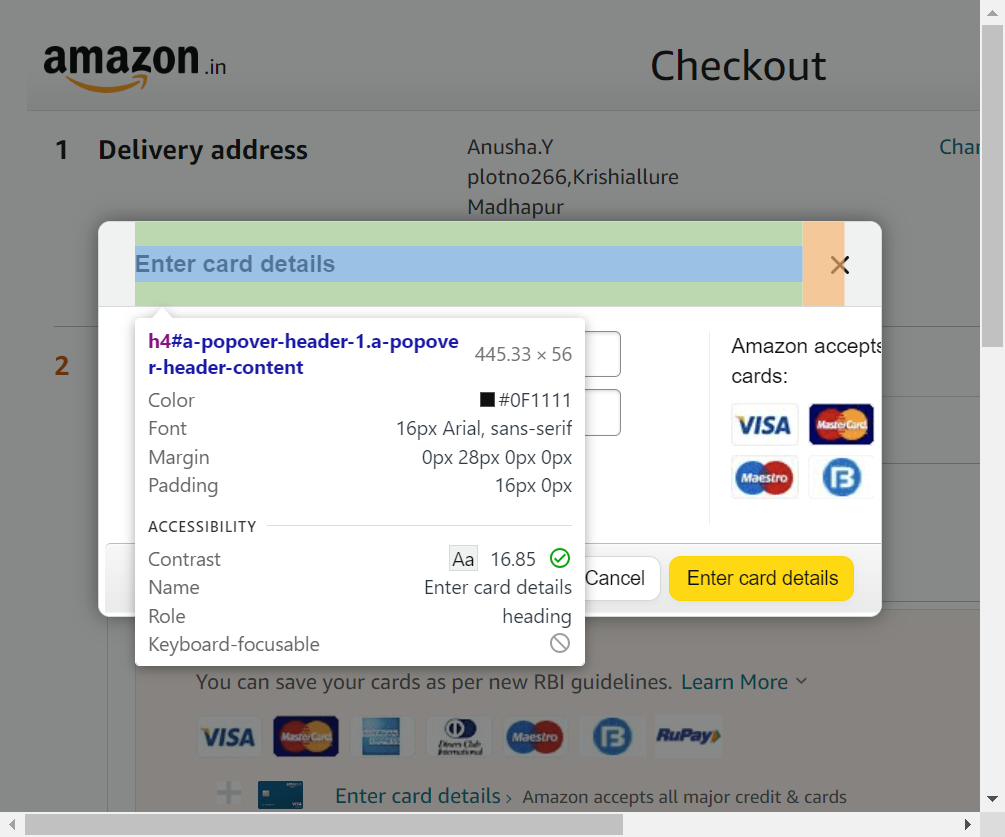 amazon.in
Checkout
1 Delivery address
Anusha.Y
Char
plotno266,Krishiallure
Madhapur
Enter card details
h4#a-popover-header-1.a-popove
r-header-content
445.33 × 56
Color #0F1111
Font 16px Arial, sans-serif
Margin 0px 28px 0px 0px
Padding 16px 0px
ACCESSIBILITY
Contrast Aa 16.85
Name Enter card details
Role heading
Keyboard-focusable
2
Amazon accepts
cards:
VISA MasterCard
Maestro B
Cancel
Enter card details
You can save your cards as per new RBI guidelines. Learn More
VISA MasterCard AMERICAN EXPRESS Diners Club International Maestro B RuPay
Enter card details › Amazon accepts all major credit & cards